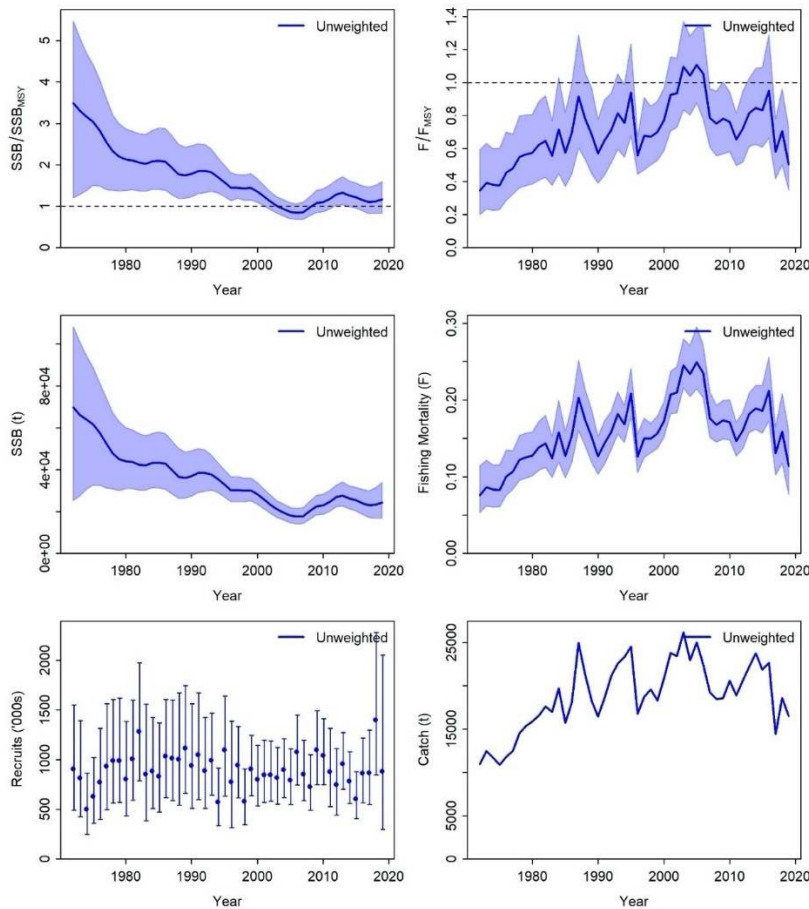 Unweighted
SSB/SSB_MSY
5
4
3
2
1
0
1980 1990 2000 2010 2020
Year
Unweighted
F/F_MSY
1.4
1.2
1.0
0.8
0.6
0.4
0.2
0.0
1980 1990 2000 2010 2020
Year
Unweighted
SSB (t)
8e+04
4e+04
0e+00
1980 1990 2000 2010 2020
Year
Unweighted
Fishing Mortality (F)
0.30
0.20
0.10
0.00
1980 1990 2000 2010 2020
Year
Unweighted
Recruits ('000s)
2000
1500
1000
500
0
1980 1990 2000 2010 2020
Year
Unweighted
Catch (t)
25000
15000
5000
0
1980 1990 2000 2010 2020
Year